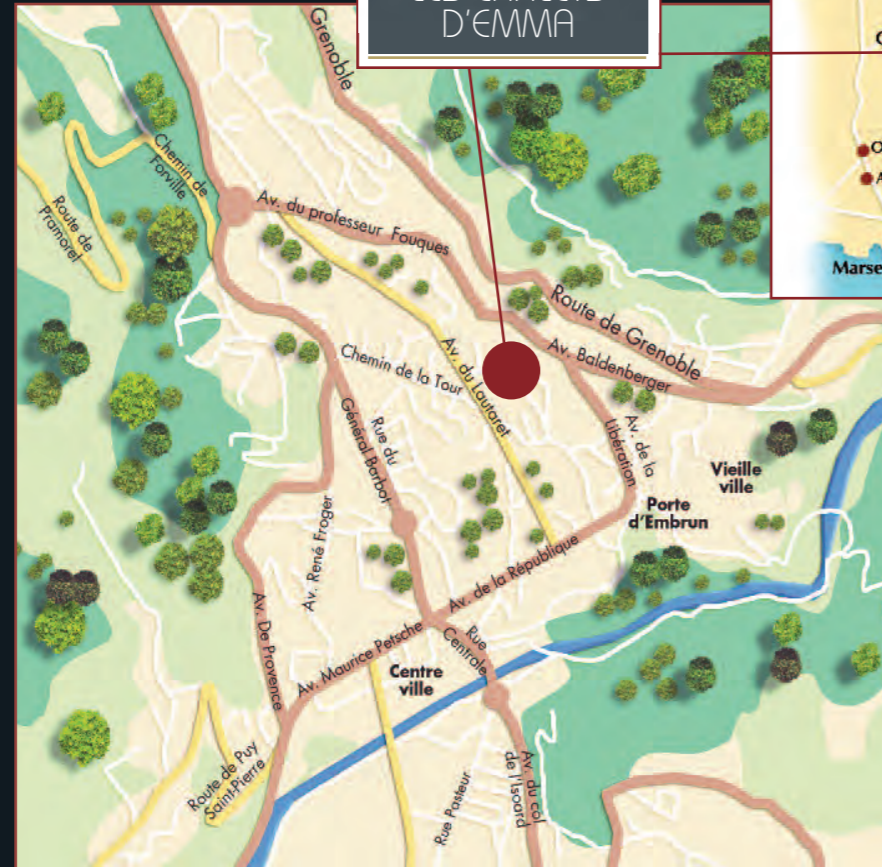 D'EMMA
Grenoble
Marse
Chemin de
Forville
Route de
Pramorel
Av. du professeur Fouques
Route de Grenoble
Av. Baldenberger
Chemin de la Tour
Av. du Lautaret
Av. de la
Libération
Rue du
Général Barbot
Vieille
ville
Porte
d'Embrun
Av. René Froger
Av. de la République
Av. De Provence
Av. Maurice Petsche
Rue
Centrale
Centre
ville
Route de Puy
Saint-Pierre
Rue Pasteur
Av. du col
de l'Isoard